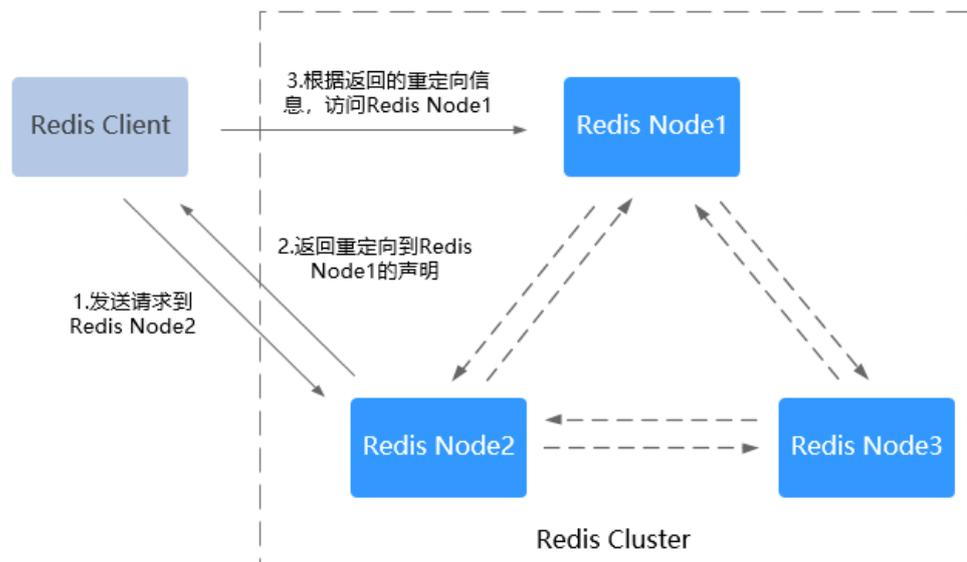 3.根据返回的重定向信
息，访问Redis Node1
Redis Client
Redis Node1
2.返回重定向到Redis
Node1的声明
1.发送请求到
Redis Node2
Redis Node2
Redis Node3
Redis Cluster